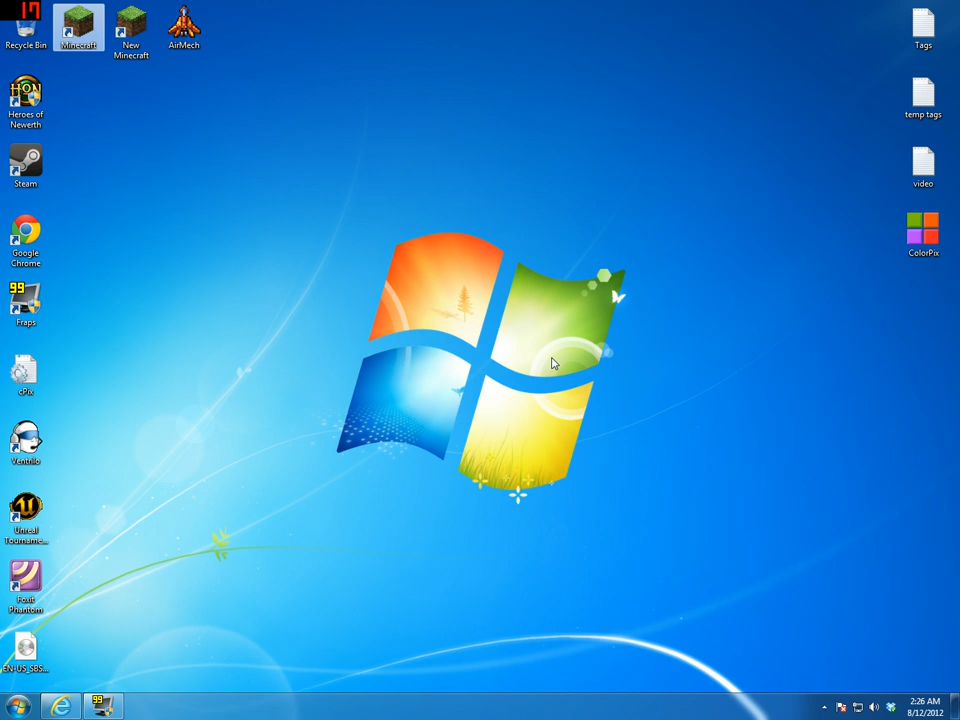 17
Recycle Bin
Minecraft
New
Minecraft
AirMech
HON
Heroes of
Newerth
Steam
Google
Chrome
99
Fraps
cPix
Ventrilo
Unreal
Tourname...
Foxit
Phantom
EN-US_SBS...
Tags
temp tags
video
ColorPix
99
2:26 AM
8/12/2012